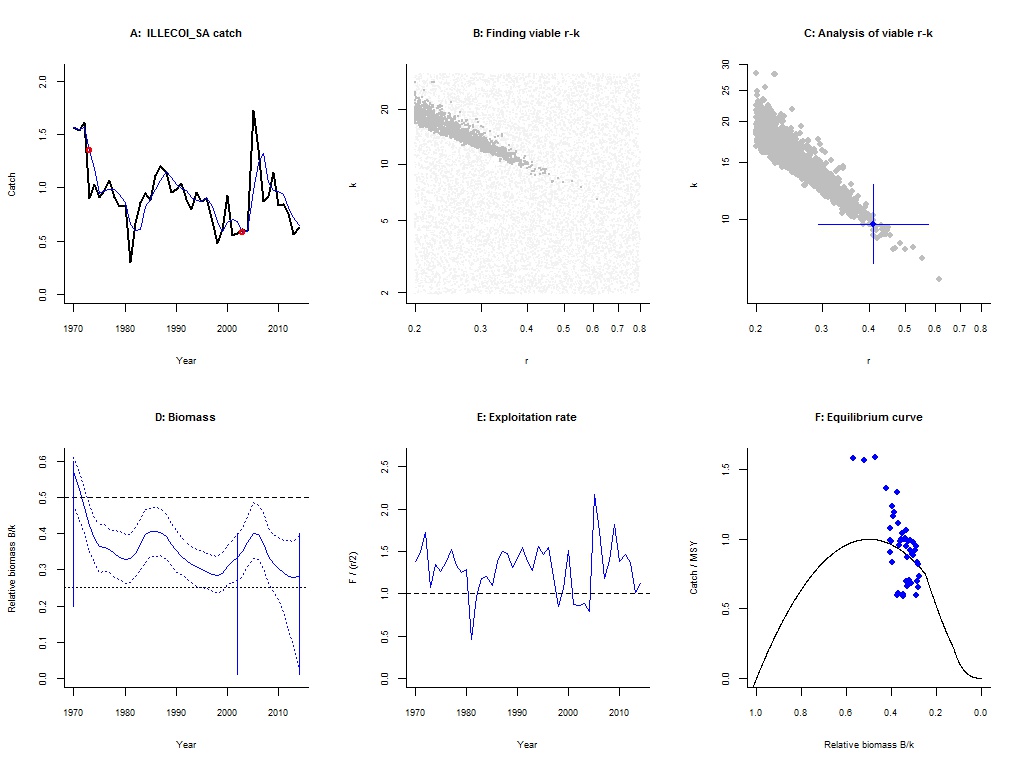 A: ILLECOI_SA catch
Catch
2.0
1.5
1.0
0.5
0.0
1970 1980 1990 2000 2010
Year
B: Finding viable r-k
k
20
10
5
2
0.2 0.3 0.4 0.5 0.6 0.7 0.8
r
C: Analysis of viable r-k
k
30
25
20
15
10
0.2 0.3 0.4 0.5 0.6 0.7 0.8
r
D: Biomass
Relative biomass B/k
0.6
0.5
0.4
0.3
0.2
0.1
0.0
1970 1980 1990 2000 2010
Year
E: Exploitation rate
F / (r/2)
2.5
2.0
1.5
1.0
0.5
0.0
1970 1980 1990 2000 2010
Year
F: Equilibrium curve
Catch / MSY
1.5
1.0
0.5
0.0
1.0 0.8 0.6 0.4 0.2 0.0
Relative biomass B/k